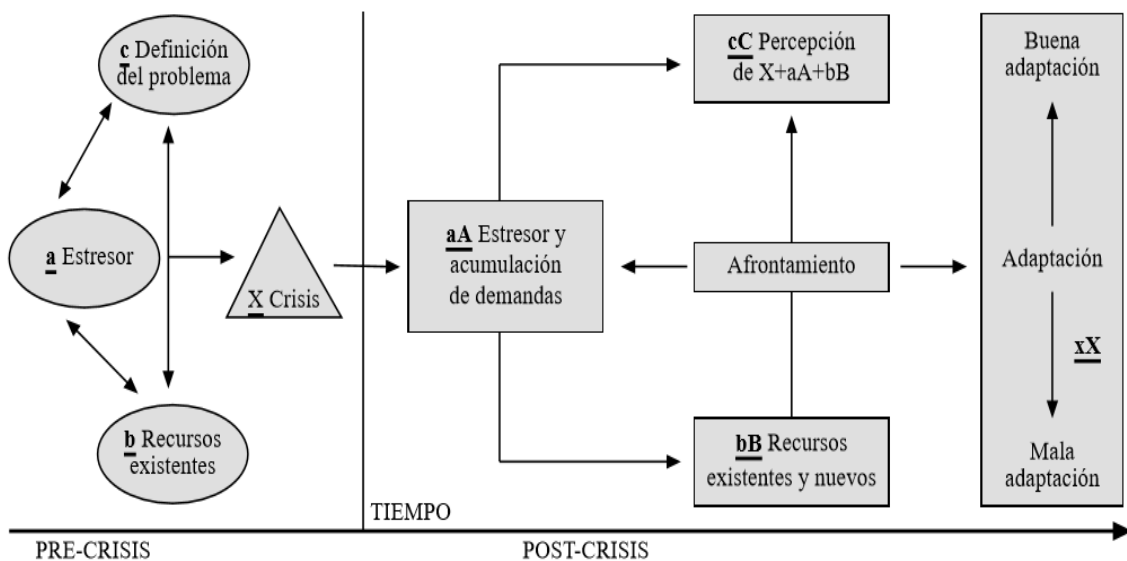 c Definición
del problema
a Estresor
X Crisis
b Recursos
existentes
aA Estresor y
acumulación
de demandas
cC Percepción
de X+aA+bB
Afrontamiento
bB Recursos
existentes y nuevos
Buena
adaptación
Adaptación
xX
Mala
adaptación
TIEMPO
PRE-CRISIS
POST-CRISIS